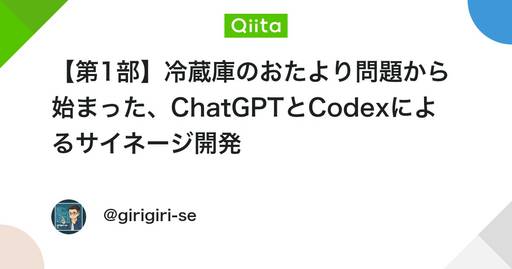 Qiita
【第1部】冷蔵庫のおたより問題から
始まった、ChatGPTとCodexによ
るサイネージ開発
@girigiri-se